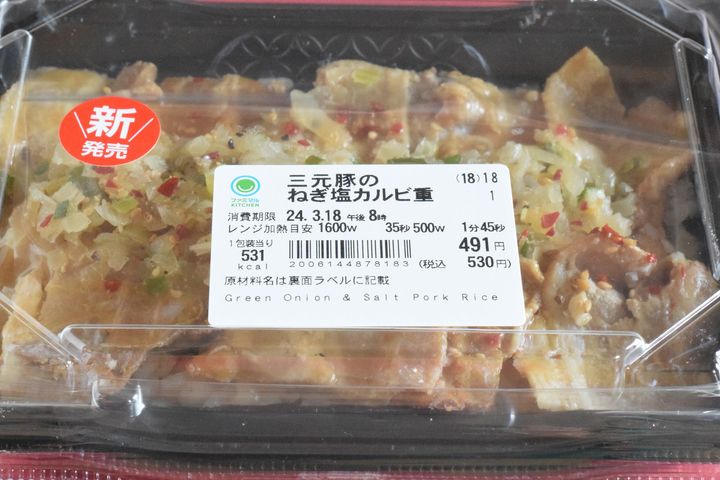 新
発売
ファミマル
KITCHEN
三元豚の
ねぎ塩カルビ重
(18) 18
1
消費期限 24. 3.18 午後 8時
レンジ加熱目安 1600W 35秒 500W 1分45秒
1包装当り
531
kcal
491円
2006144878183 (税込 530円)
原材料名は裏面ラベルに記載
Green Onion & Salt Pork Rice